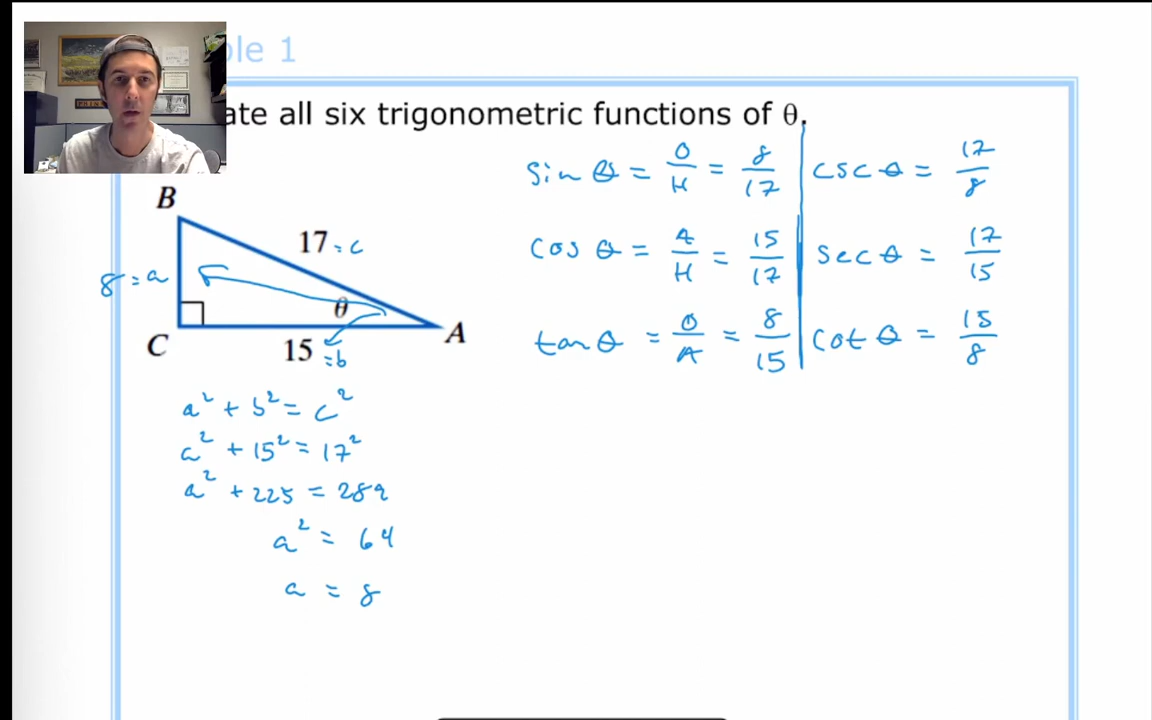 ple 1
ate all six trigonometric functions of θ.
sin θ = O/H = 8/17 | csc θ = 17/8
cos θ = A/H = 15/17 | sec θ = 17/15
tan θ = O/A = 8/15 | cot θ = 15/8
B
17 = c
8 = a
θ
C
15 = b
A
a² + b² = c²
a² + 15² = 17²
a² + 225 = 289
a² = 64
a = 8